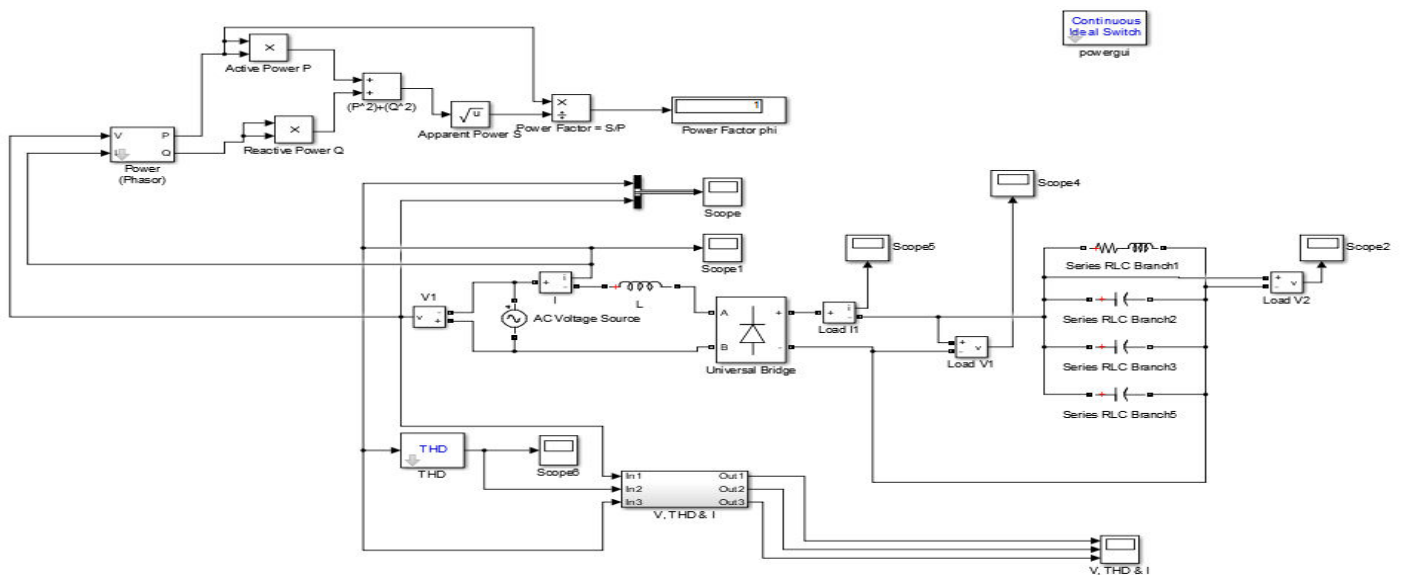 Continuous
Ideal Switch
powergui
×
Active Power P
+
+
(P^2)+(Q^2)
√u
Apparent Power S
×
÷
Power Factor = S/P
1
Power Factor phi
×
Reactive Power Q
V
P
I
Q
Power
(Phasor)
Scope
Scope4
Scope1
Scope5
Scope2
Series RLC Branch1
V1
v
-
+
+
-
i
I
L
AC Voltage Source
A
B
+
-
Universal Bridge
+
i
-
Load I1
+
-
v
Load V1
+
-
v
Load V2
Series RLC Branch2
Series RLC Branch3
Series RLC Branch5
THD
THD
Scope6
In1
In2
In3
Out1
Out2
Out3
V, THD & I
V, THD & I